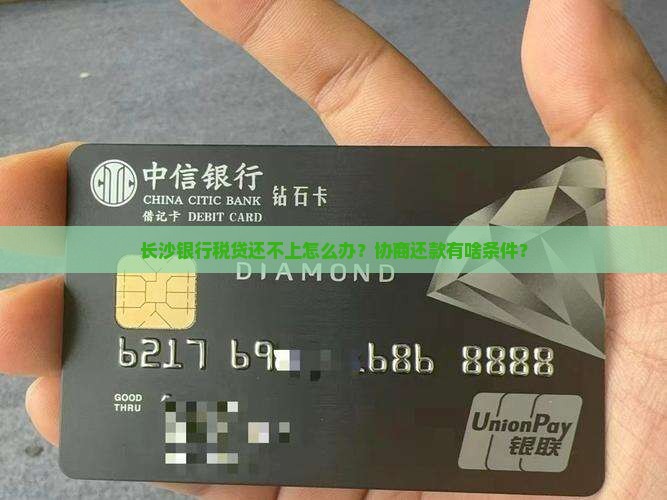 中信银行
CHINA CITIC BANK
借记卡 DEBIT CARD
钻石卡
长沙银行税贷还不上怎么办？协商还款有啥条件？
DIAMOND
6217 69 686 8888
GOOD
THRU
UnionPay
银联